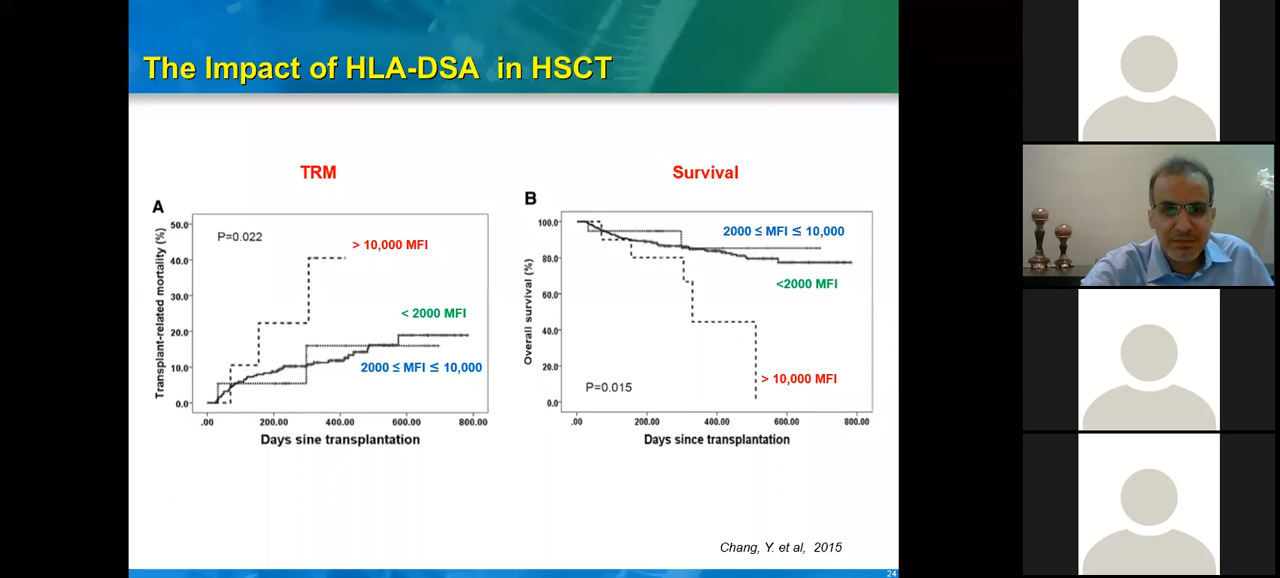 The Impact of HLA-DSA in HSCT
TRM
A
P=0.022
> 10,000 MFI
< 2000 MFI
2000 ≤ MFI ≤ 10,000
Transplant-related mortality (%)
50.0
40.0
30.0
20.0
10.0
0.0
.00 200.00 400.00 600.00 800.00
Days sine transplantation
Survival
B
2000 ≤ MFI ≤ 10,000
<2000 MFI
> 10,000 MFI
P=0.015
Overall survival (%)
100.0
80.0
60.0
40.0
20.0
0.0
.00 200.00 400.00 600.00 800.00
Days since transplantation
Chang, Y. et al, 2015
24